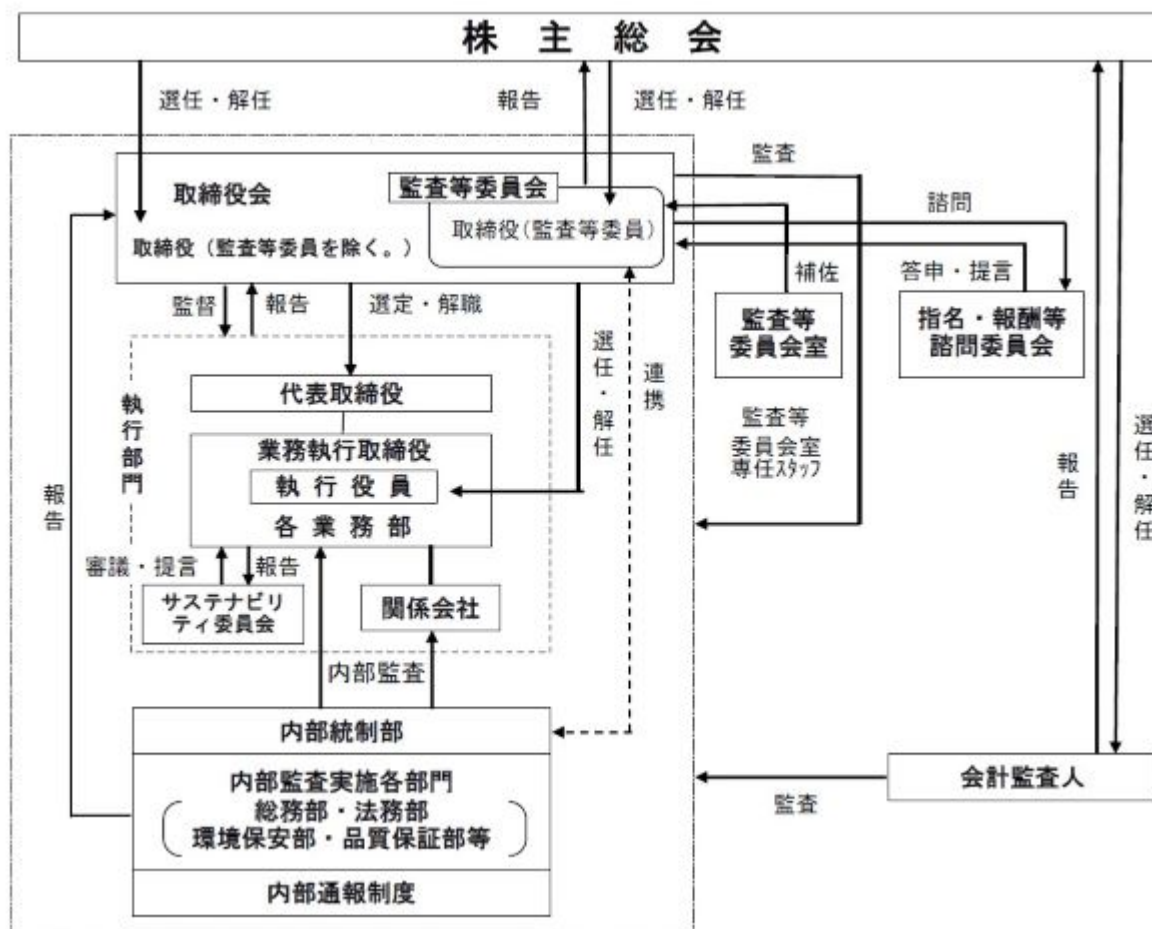 株主総会
選任・解任
報告
選任・解任
監査
取締役会
監査等委員会
取締役(監査等委員)
取締役(監査等委員を除く。)
諮問
補佐
答申・提言
監督
報告
選定・解職
選任・解任
連携
監査等
委員会室
指名・報酬等
諮問委員会
執行部門
代表取締役
業務執行取締役
執行役員
各業務部
監査等
委員会室
専任スタッフ
報告
選任・解任
報告
審議・提言
報告
サステナビリ
ティ委員会
関係会社
内部監査
内部統制部
内部監査実施各部門
総務部・法務部
環境保安部・品質保証部等
内部通報制度
会計監査人
監査